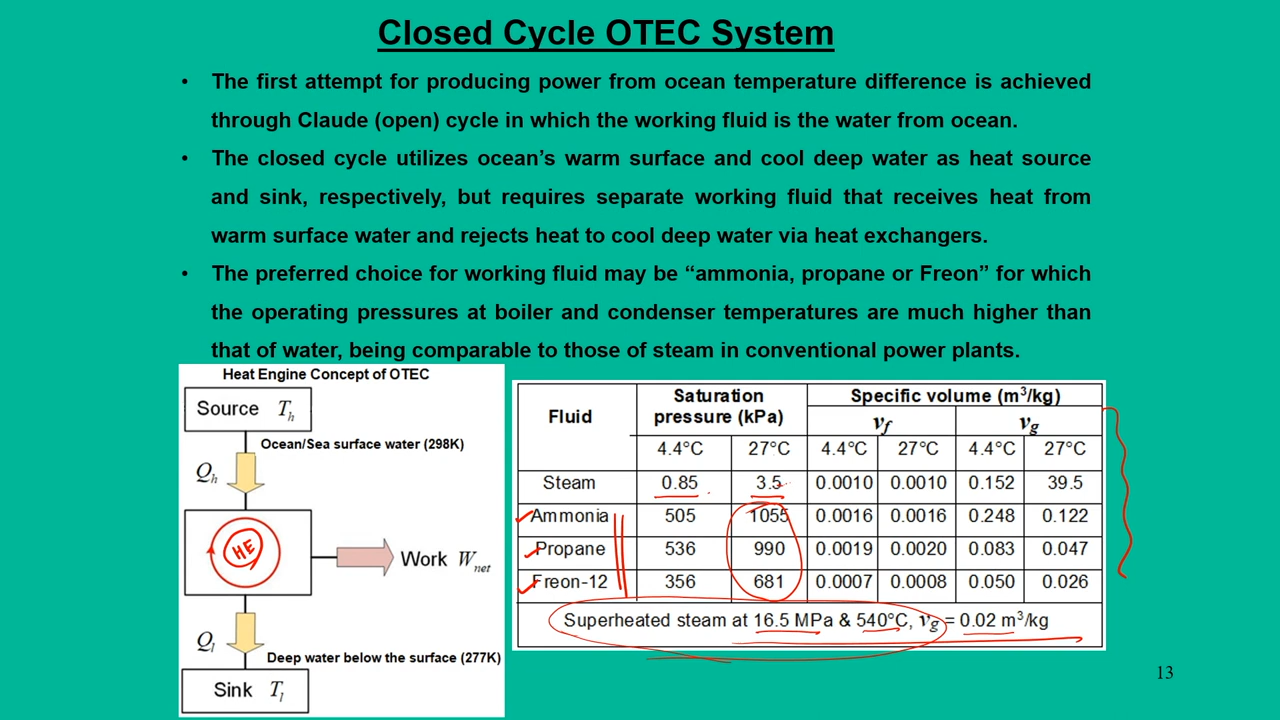 Closed Cycle OTEC System
• The first attempt for producing power from ocean temperature difference is achieved
through Claude (open) cycle in which the working fluid is the water from ocean.
• The closed cycle utilizes ocean's warm surface and cool deep water as heat source
and sink, respectively, but requires separate working fluid that receives heat from
warm surface water and rejects heat to cool deep water via heat exchangers.
• The preferred choice for working fluid may be “ammonia, propane or Freon” for which
the operating pressures at boiler and condenser temperatures are much higher than
that of water, being comparable to those of steam in conventional power plants.
Heat Engine Concept of OTEC
Source Th
Ocean/Sea surface water (298K)
Qh
HE
Work Wnet
Ql
Deep water below the surface (277K)
Sink Tl
Fluid Saturation pressure (kPa) Specific volume (m³/kg)
vf vg
4.4°C 27°C 4.4°C 27°C 4.4°C 27°C
Steam 0.85 3.5 0.0010 0.0010 0.152 39.5
Ammonia 505 1055 0.0016 0.0016 0.248 0.122
Propane 536 990 0.0019 0.0020 0.083 0.047
Freon-12 356 681 0.0007 0.0008 0.050 0.026
Superheated steam at 16.5 MPa & 540°C, vg = 0.02 m³/kg
13